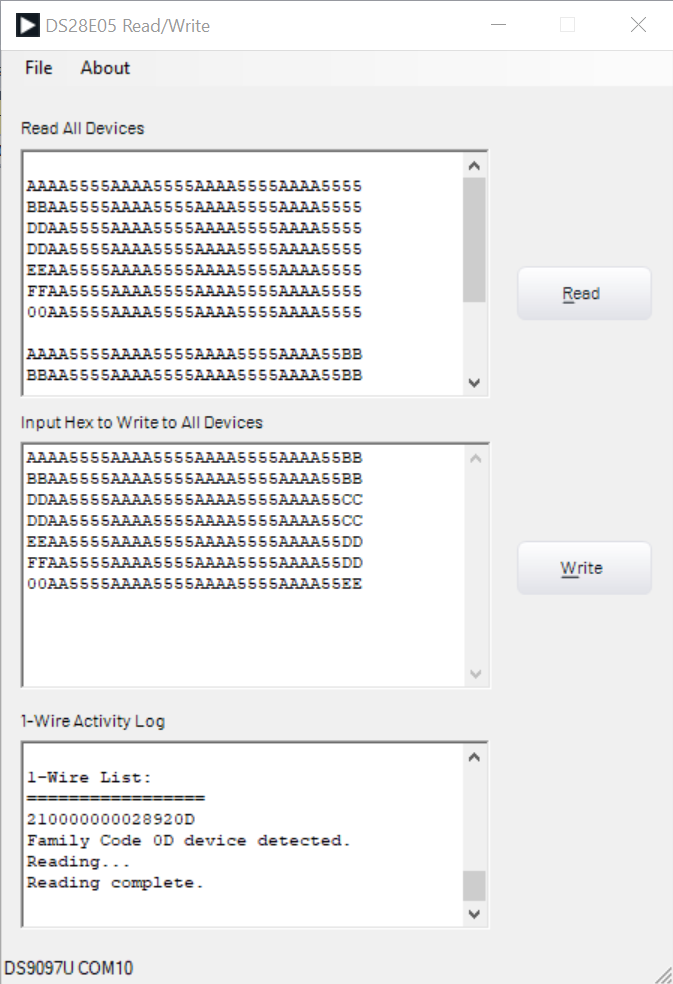 DS28E05 Read/Write
File About
Read All Devices
AAAA5555AAAA5555AAAA5555AAAA5555
BBAA5555AAAA5555AAAA5555AAAA5555
DDAA5555AAAA5555AAAA5555AAAA5555
DDAA5555AAAA5555AAAA5555AAAA5555
EEAA5555AAAA5555AAAA5555AAAA5555
FFAA5555AAAA5555AAAA5555AAAA5555
00AA5555AAAA5555AAAA5555AAAA5555
AAAA5555AAAA5555AAAA5555AAAA55BB
BBAA5555AAAA5555AAAA5555AAAA55BB
Read
Input Hex to Write to All Devices
AAAA5555AAAA5555AAAA5555AAAA55BB
BBAA5555AAAA5555AAAA5555AAAA55BB
DDAA5555AAAA5555AAAA5555AAAA55CC
DDAA5555AAAA5555AAAA5555AAAA55CC
EEAA5555AAAA5555AAAA5555AAAA55DD
FFAA5555AAAA5555AAAA5555AAAA55DD
00AA5555AAAA5555AAAA5555AAAA55EE
Write
1-Wire Activity Log
1-Wire List:
=================
210000000028920D
Family Code 0D device detected.
Reading...
Reading complete.
DS9097U COM10